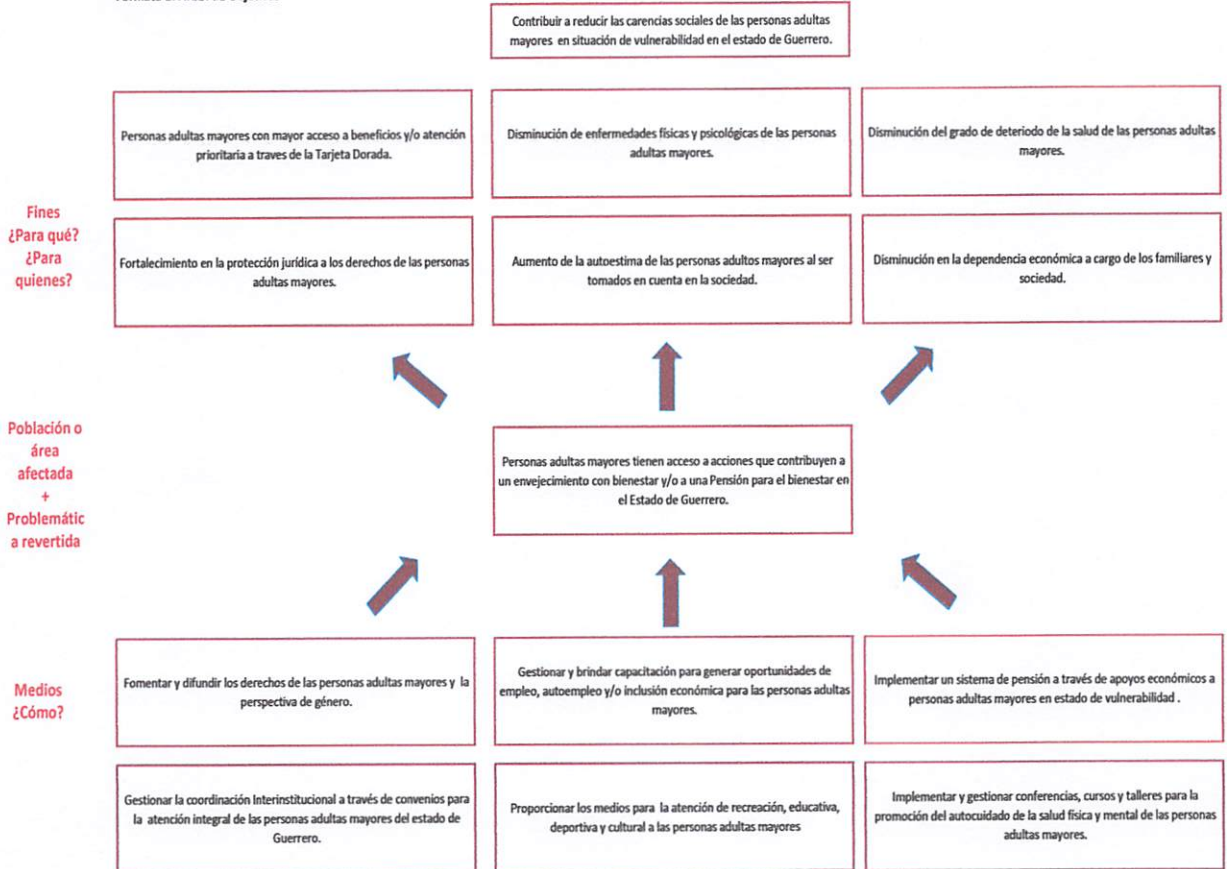 Contribuir a reducir las carencias sociales de las personas adultas
mayores en situación de vulnerabilidad en el estado de Guerrero.
Personas adultas mayores con mayor acceso a beneficios y/o atención
prioritaria a traves de la Tarjeta Dorada.
Disminución de enfermedades físicas y psicológicas de las personas
adultas mayores.
Disminución del grado de deteriodo de la salud de las personas adultas
mayores.
Fines
¿Para qué?
¿Para
quienes?
Fortalecimiento en la protección jurídica a los derechos de las personas
adultas mayores.
Aumento de la autoestima de las personas adultos mayores al ser
tomados en cuenta en la sociedad.
Disminución en la dependencia económica a cargo de los familiares y
sociedad.
Población o
área
afectada
+
Problemátic
a revertida
Personas adultas mayores tienen acceso a acciones que contribuyen a
un envejecimiento con bienestar y/o a una Pensión para el bienestar en
el Estado de Guerrero.
Medios
¿Cómo?
Fomentar y difundir los derechos de las personas adultas mayores y la
perspectiva de género.
Gestionar y brindar capacitación para generar oportunidades de
empleo, autoempleo y/o inclusión económica para las personas adultas
mayores.
Implementar un sistema de pensión a través de apoyos económicos a
personas adultas mayores en estado de vulnerabilidad .
Gestionar la coordinación Interinstitucional a través de convenios para
la atención integral de las personas adultas mayores del estado de
Guerrero.
Proporcionar los medios para la atención de recreación, educativa,
deportiva y cultural a las personas adultas mayores
Implementar y gestionar conferencias, cursos y talleres para la
promoción del autocuidado de la salud física y mental de las personas
adultas mayores.